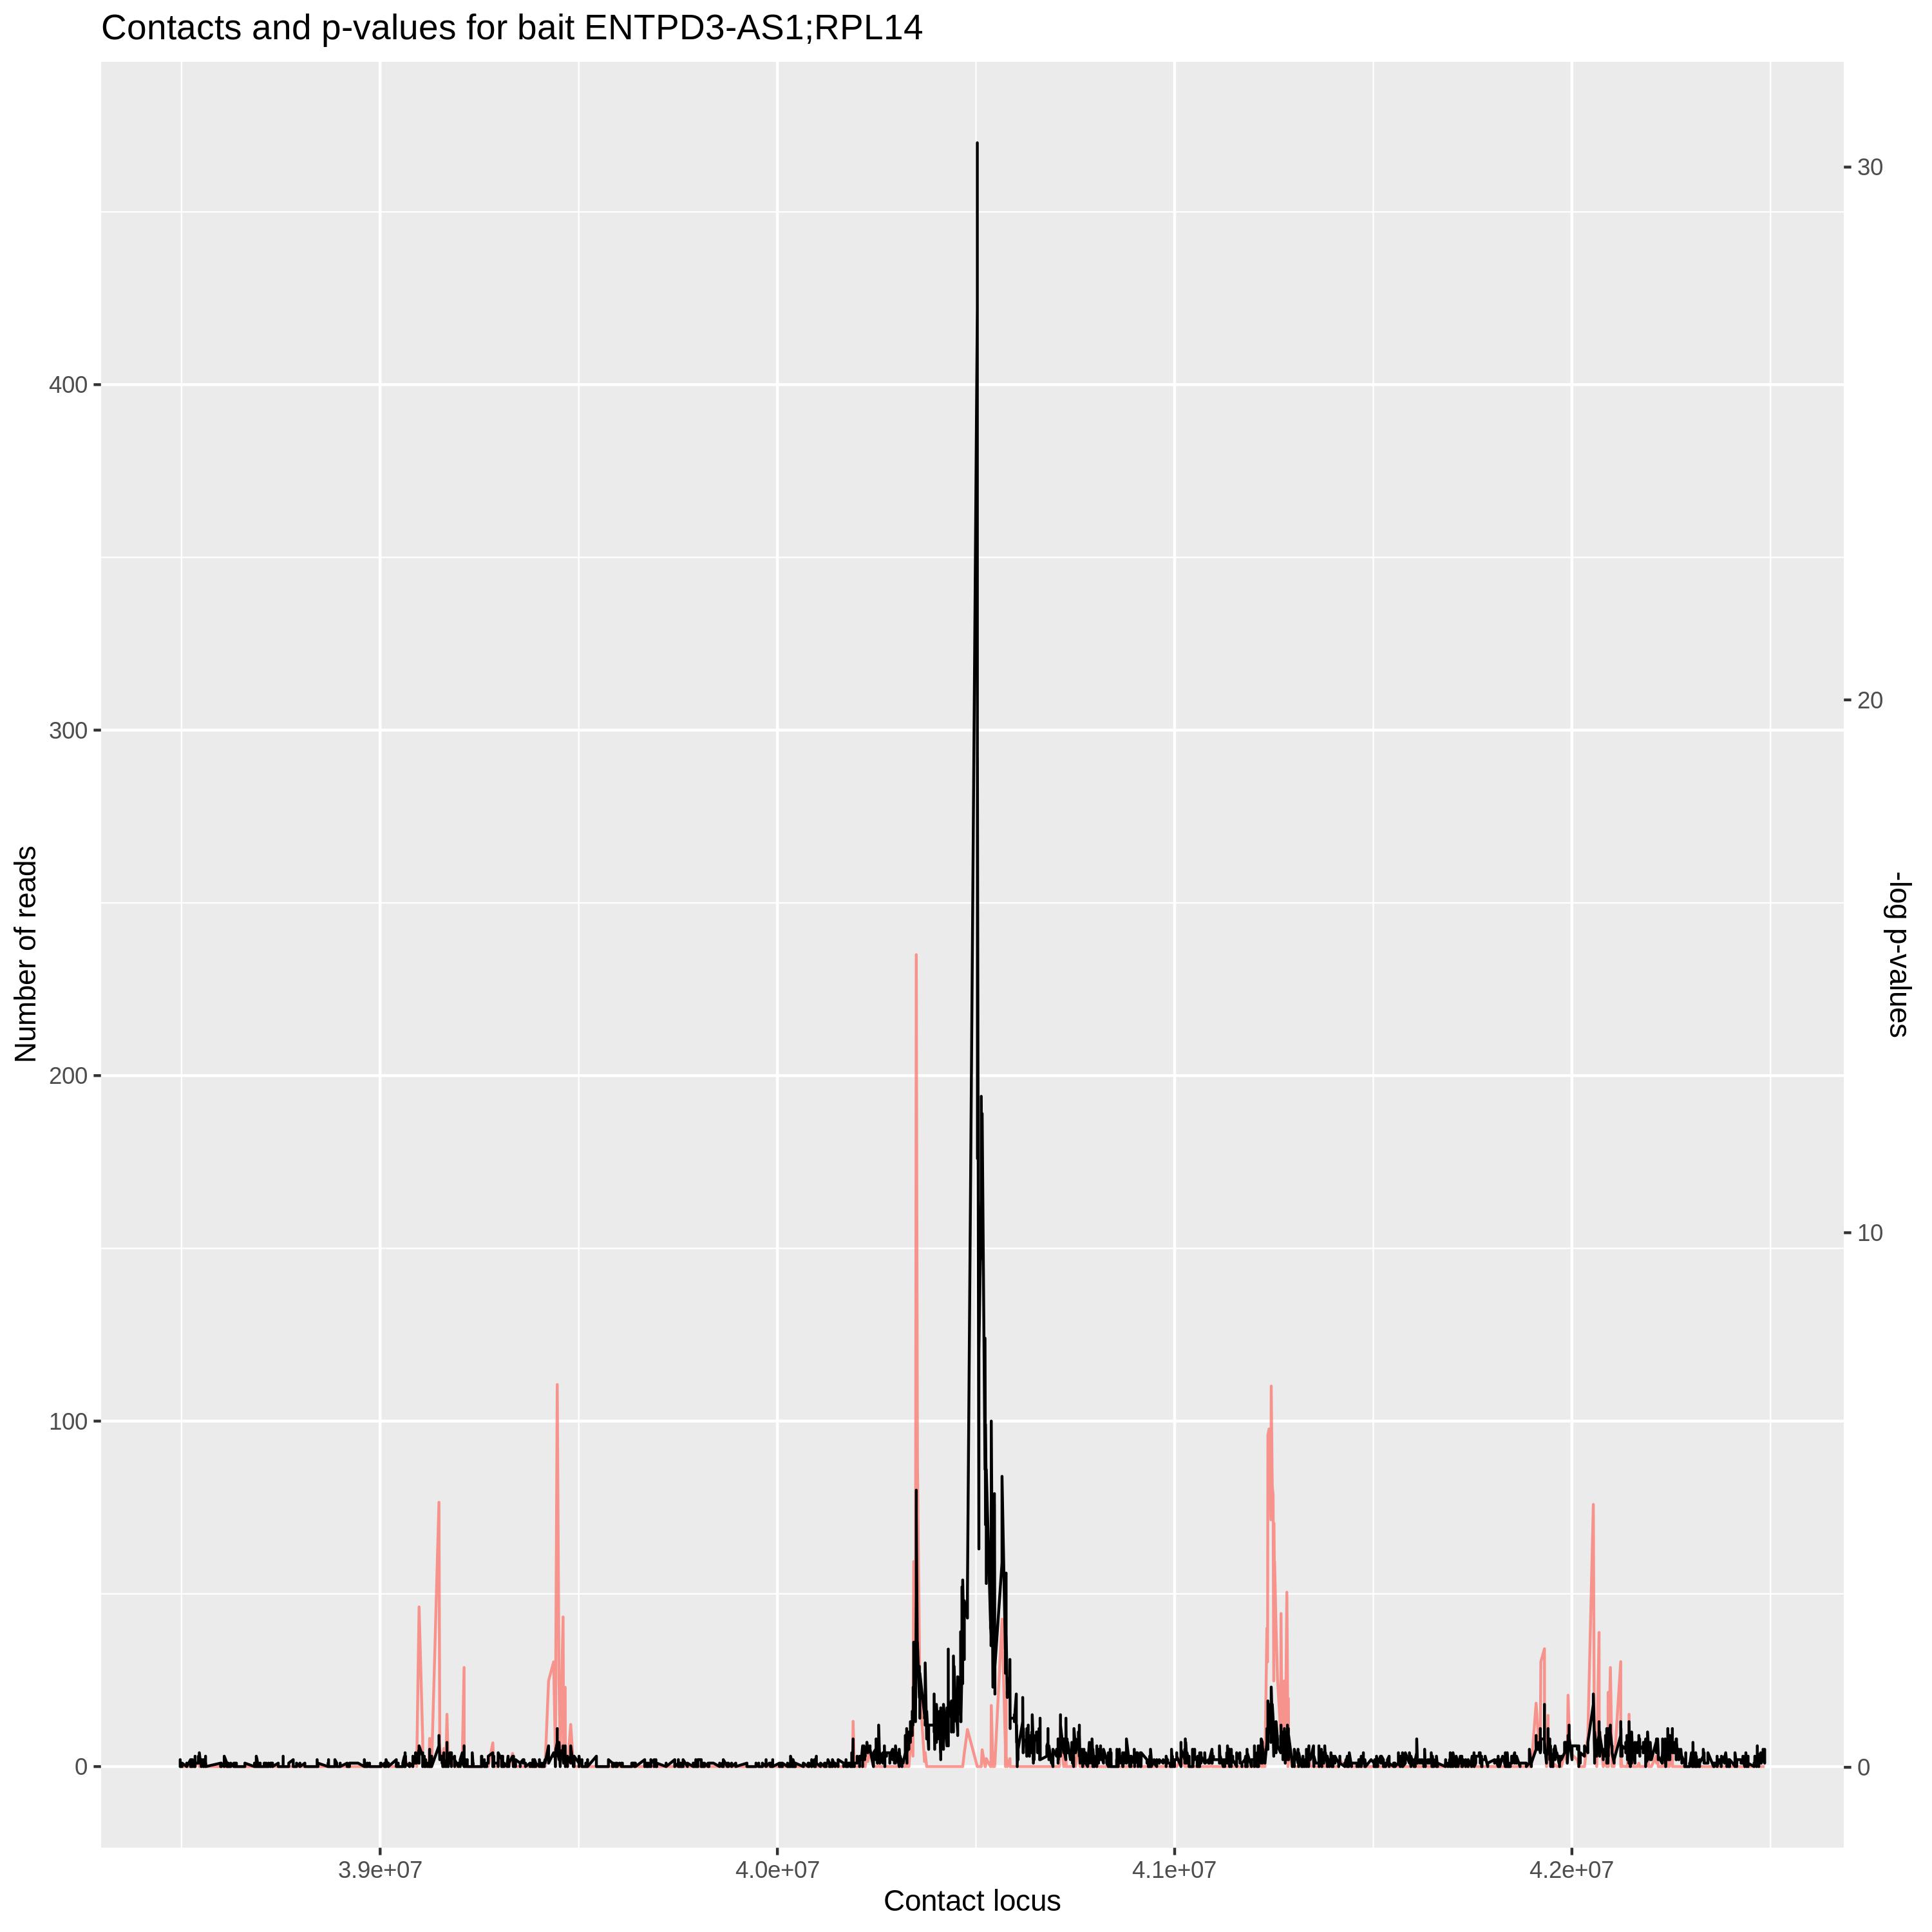 Contacts and p-values for bait ENTPD3-AS1;RPL14
Number of reads
400
300
200
100
0
30
20
10
0
-log p-values
3.9e+07
4.0e+07
4.1e+07
4.2e+07
Contact locus